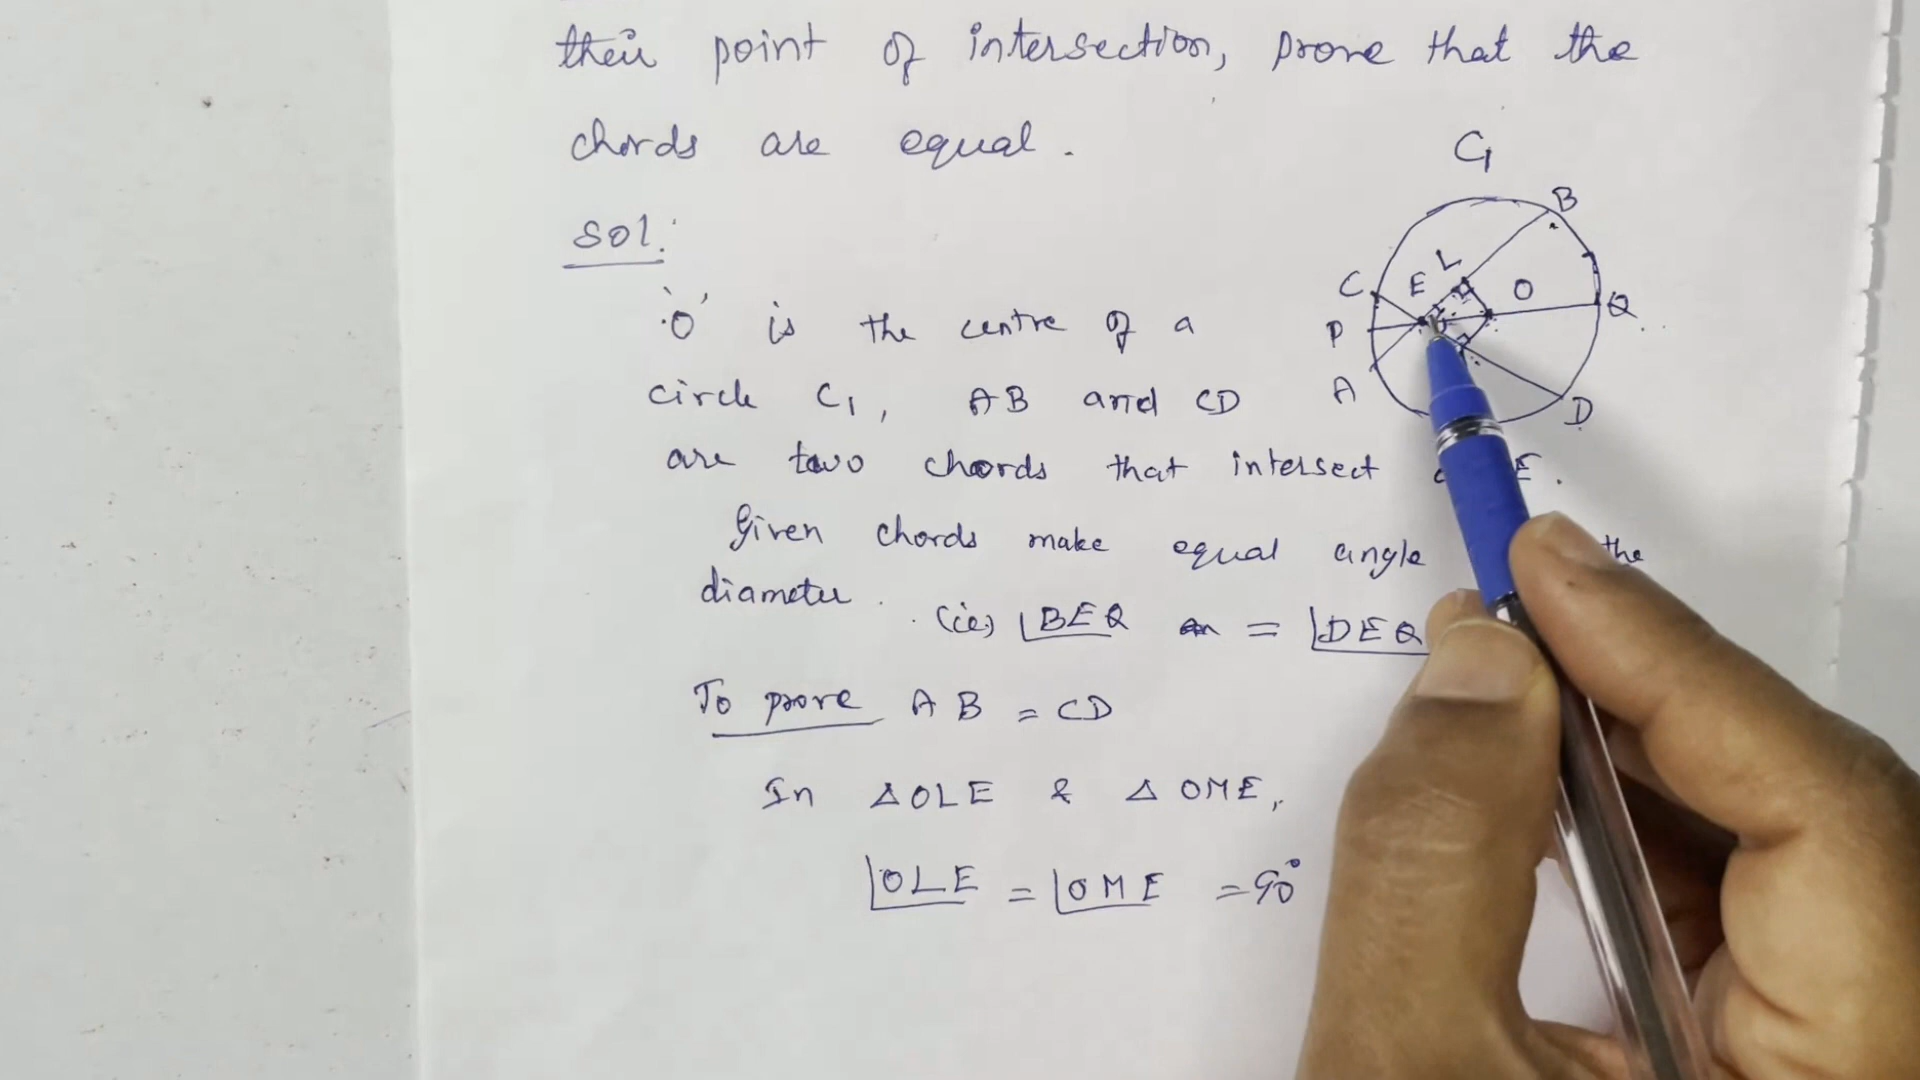 their point of intersection, prove that the
chords are equal.
Sol:
'O' is the centre of a
circle C₁, AB and CD
are two chords that intersect E.
Given chords make equal angle the
diameter.
(ie) ∠BEQ = ∠DEQ
To prove AB = CD
In △OLE & △OME,
∠OLE = ∠OME = 90°
C₁
B
L
C
E
O
Q
P
A
D